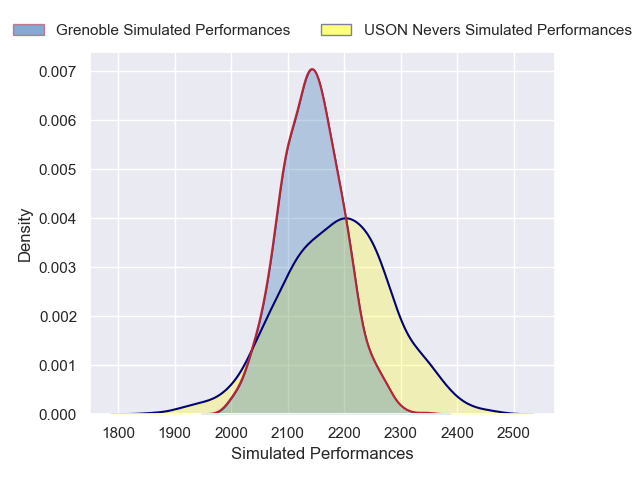 Grenoble Simulated Performances USON Nevers Simulated Performances
0.007
0.006
0.005
0.004
0.003
0.002
0.001
0.000
Density
1800 1900 2000 2100 2200 2300 2400 2500
Simulated Performances